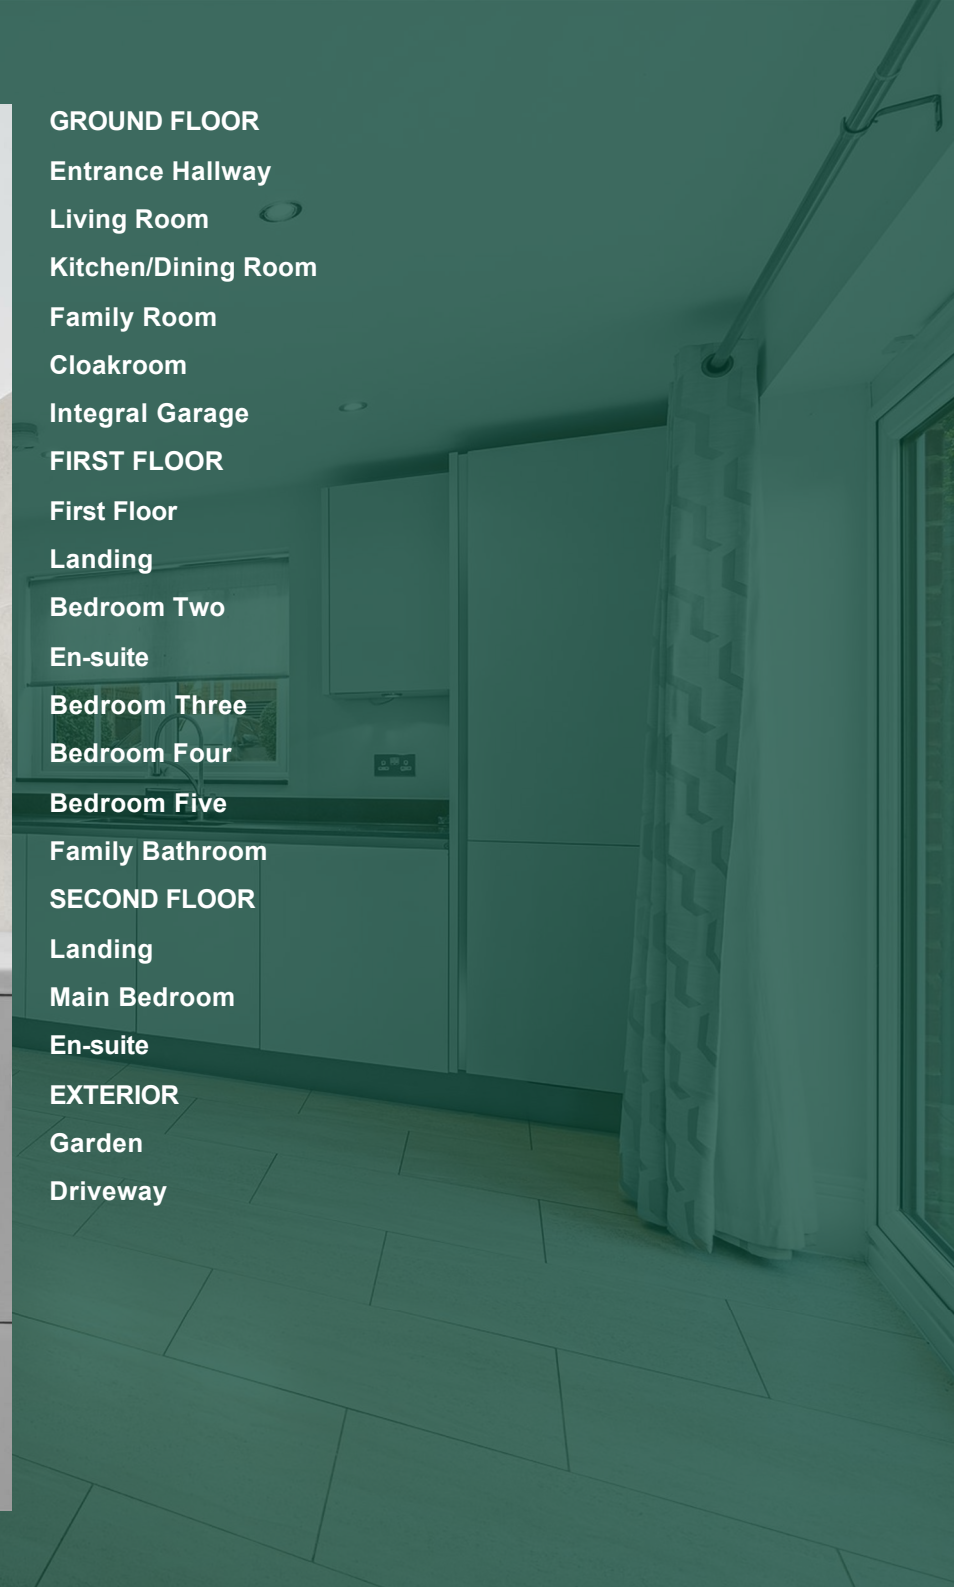 GROUND FLOOR
Entrance Hallway
Living Room
Kitchen/Dining Room
Family Room
Cloakroom
Integral Garage
FIRST FLOOR
First Floor
Landing
Bedroom Two
En-suite
Bedroom Three
Bedroom Four
Bedroom Five
Family Bathroom
SECOND FLOOR
Landing
Main Bedroom
En-suite
EXTERIOR
Garden
Driveway